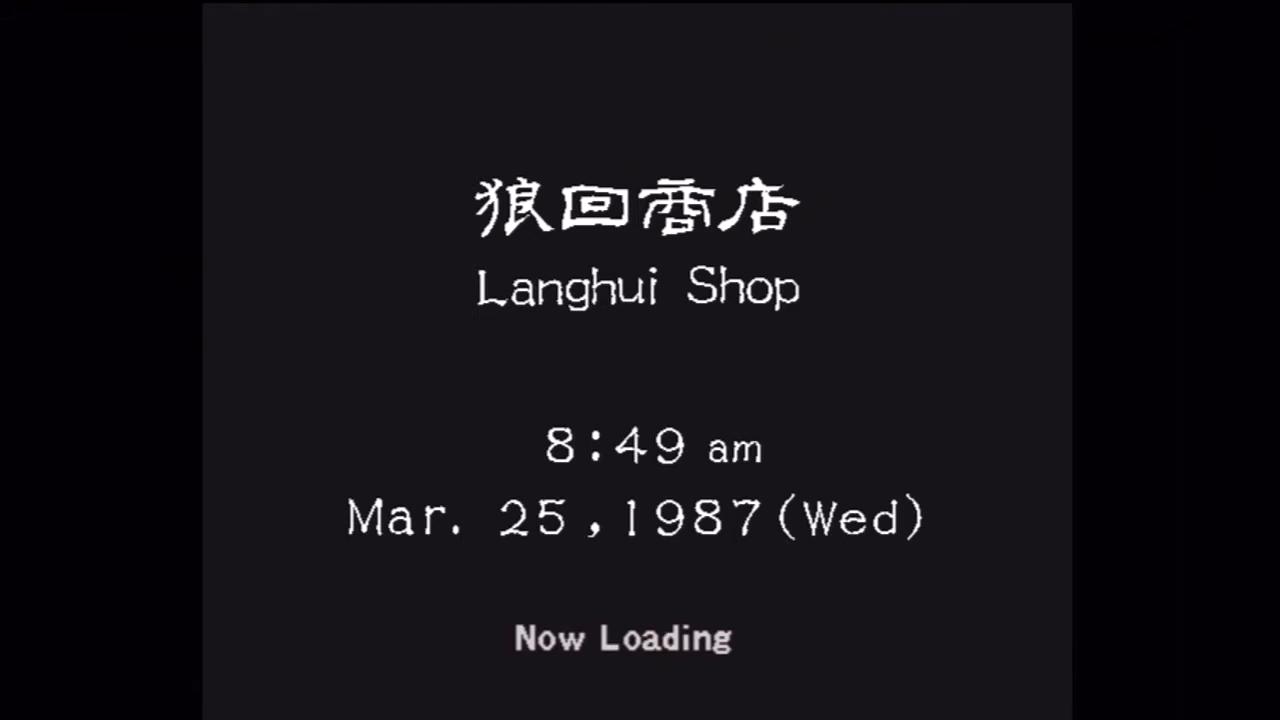 狼回商店
Langhui Shop
8:49 am
Mar. 25,1987(Wed)
Now Loading